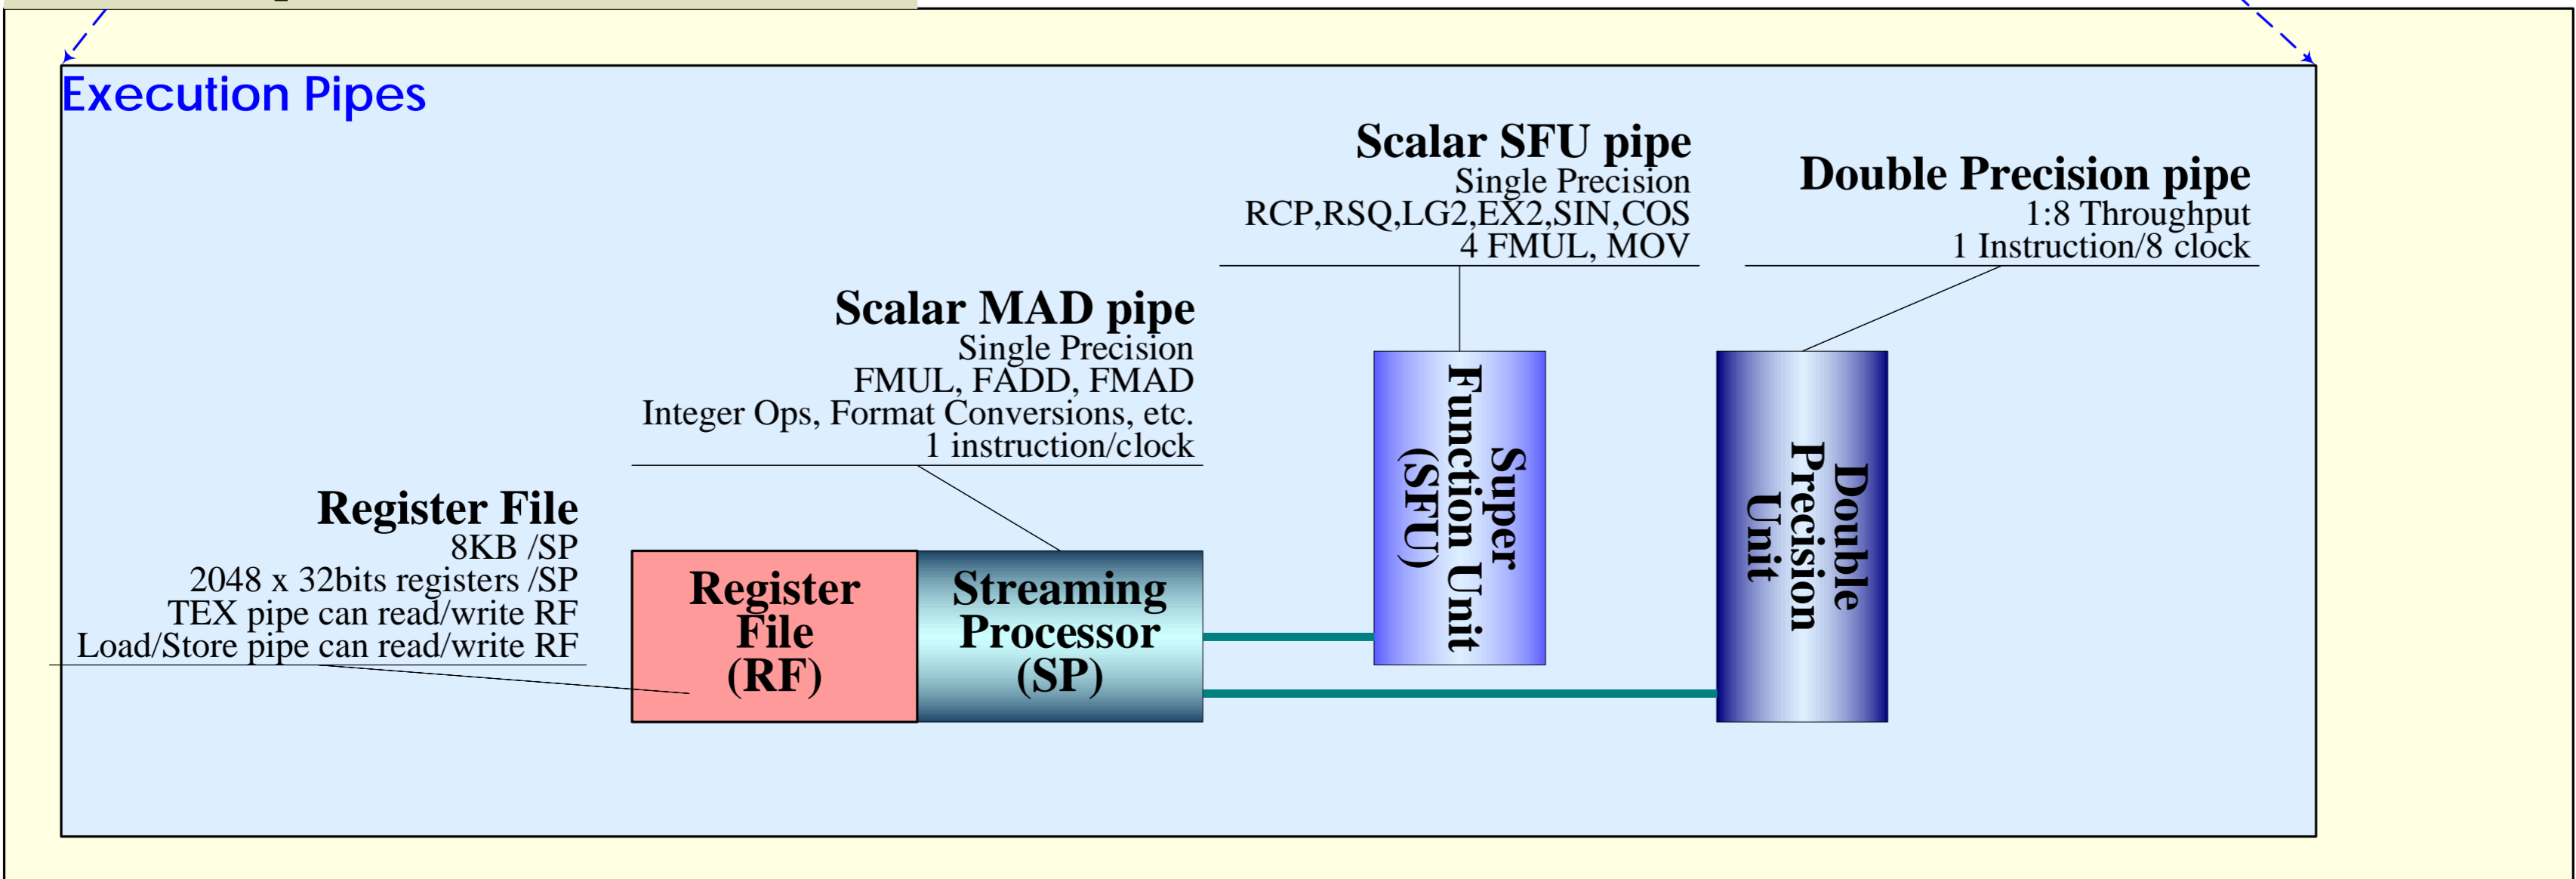 Execution Pipes
Scalar SFU pipe
Single Precision
RCP,RSQ,LG2,EX2,SIN,COS
4 FMUL, MOV
Double Precision pipe
1:8 Throughput
1 Instruction/8 clock
Scalar MAD pipe
Single Precision
FMUL, FADD, FMAD
Integer Ops, Format Conversions, etc.
1 instruction/clock
Register File
8KB /SP
2048 x 32bits registers /SP
TEX pipe can read/write RF
Load/Store pipe can read/write RF
Register
File
(RF)
Streaming
Processor
(SP)
Super
Function Unit
(SFU)
Double
Precision
Unit